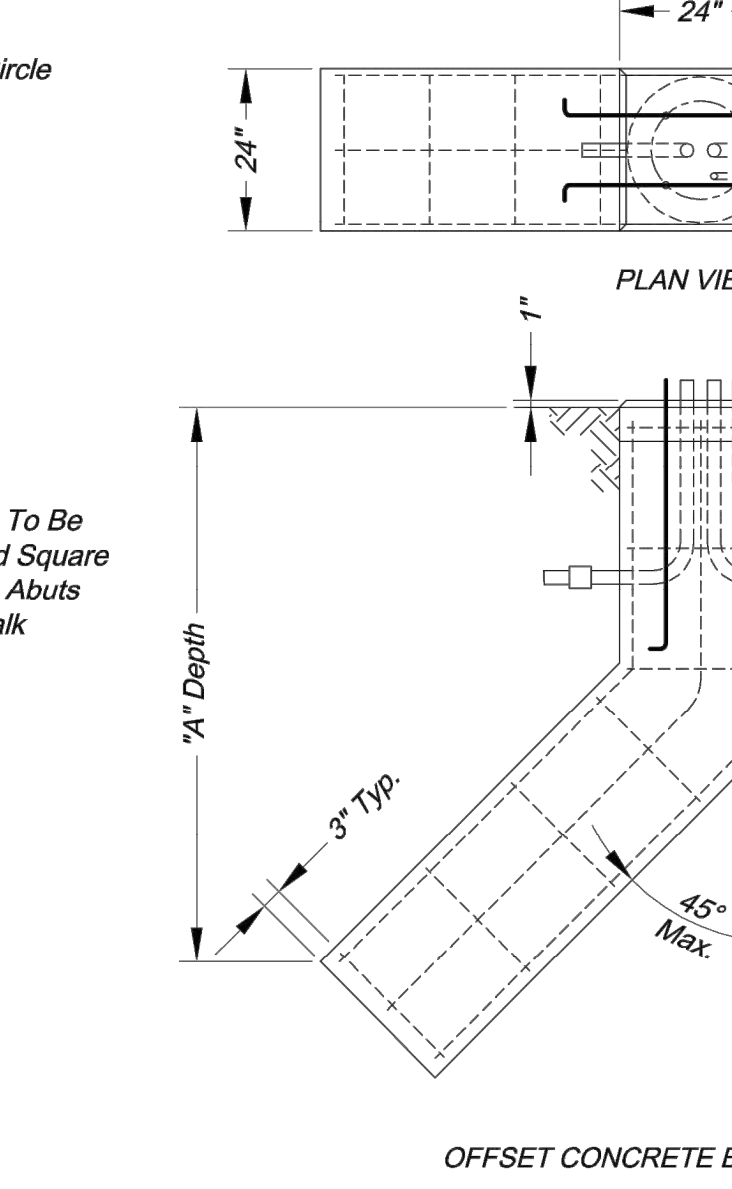 24"
ircle
24"
PLAN VIE
1"
To Be
d Square
Abuts
alk
"A" Depth
3" Typ.
45°
Max.
OFFSET CONCRETE